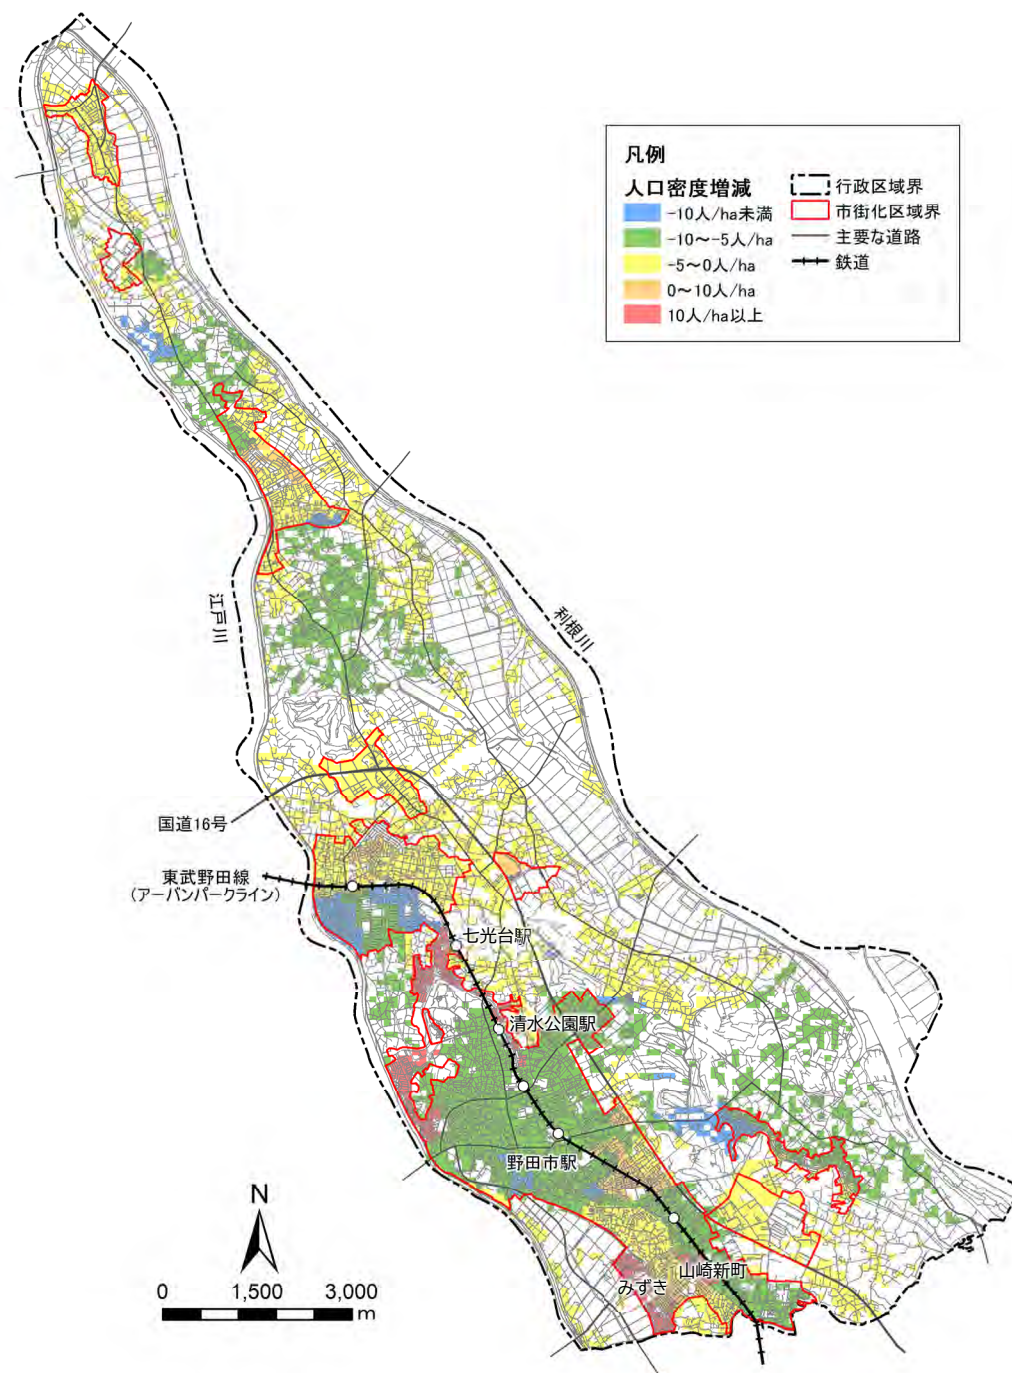 凡例
人口密度増減
-10人/ha未満
-10～-5人/ha
-5～0人/ha
0～10人/ha
10人/ha以上
行政区域界
市街化区域界
主要な道路
鉄道
江戸川
利根川
国道16号
東武野田線
(アーバンパークライン)
七光台駅
清水公園駅
野田市駅
山崎新町
みずき
N
0 1,500 3,000
m